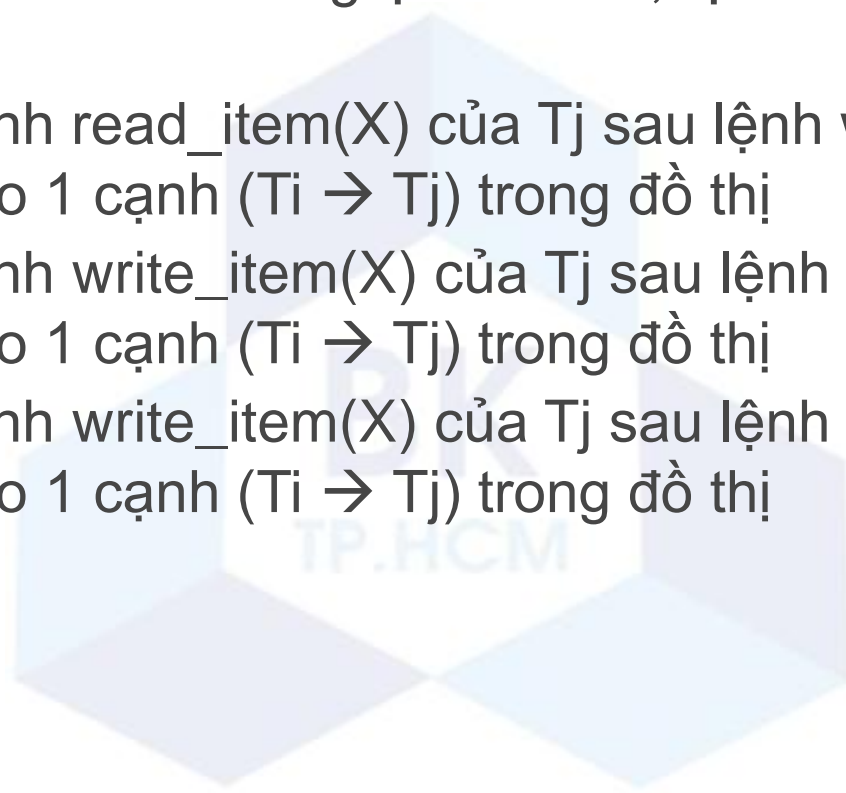 nh read_item(X) của Tj sau lệnh
o 1 cạnh (Ti → Tj) trong đồ thị
nh write_item(X) của Tj sau lệnh
o 1 cạnh (Ti → Tj) trong đồ thị
nh write_item(X) của Tj sau lệnh
o 1 cạnh (Ti → Tj) trong đồ thị
BK
TP.HCM